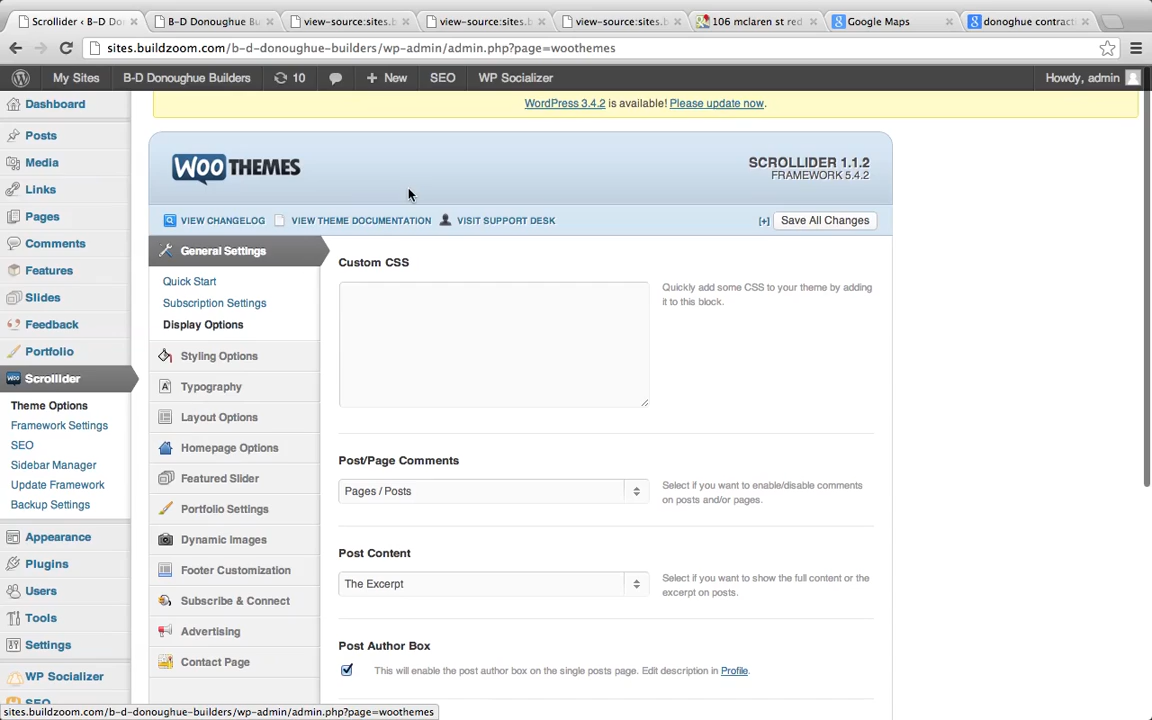 Scrollider ‹ B-D Do
B-D Donoughue Bu
view-source:sites.b
view-source:sites.b
view-source:sites.b
106 mclaren st red
Google Maps
donoghue contracti
sites.buildzoom.com/b-d-donoughue-builders/wp-admin/admin.php?page=woothemes
My Sites
B-D Donoughue Builders
10
New
SEO
WP Socializer
Howdy, admin
WordPress 3.4.2 is available! Please update now.
Dashboard
Posts
Media
Links
Pages
Comments
Features
Slides
Feedback
Portfolio
Scrollider
Theme Options
Framework Settings
SEO
Sidebar Manager
Update Framework
Backup Settings
Appearance
Plugins
Users
Tools
Settings
WP Socializer
SEO
WOOTHEMES
SCROLLIDER 1.1.2
FRAMEWORK 5.4.2
VIEW CHANGELOG
VIEW THEME DOCUMENTATION
VISIT SUPPORT DESK
[+]
Save All Changes
General Settings
Quick Start
Subscription Settings
Display Options
Styling Options
Typography
Layout Options
Homepage Options
Featured Slider
Portfolio Settings
Dynamic Images
Footer Customization
Subscribe & Connect
Advertising
Contact Page
Custom CSS
Quickly add some CSS to your theme by adding
it to this block.
Post/Page Comments
Pages / Posts
Select if you want to enable/disable comments
on posts and/or pages.
Post Content
The Excerpt
Select if you want to show the full content or the
excerpt on posts.
Post Author Box
This will enable the post author box on the single posts page. Edit description in Profile.
sites.buildzoom.com/b-d-donoughue-builders/wp-admin/admin.php?page=woothemes